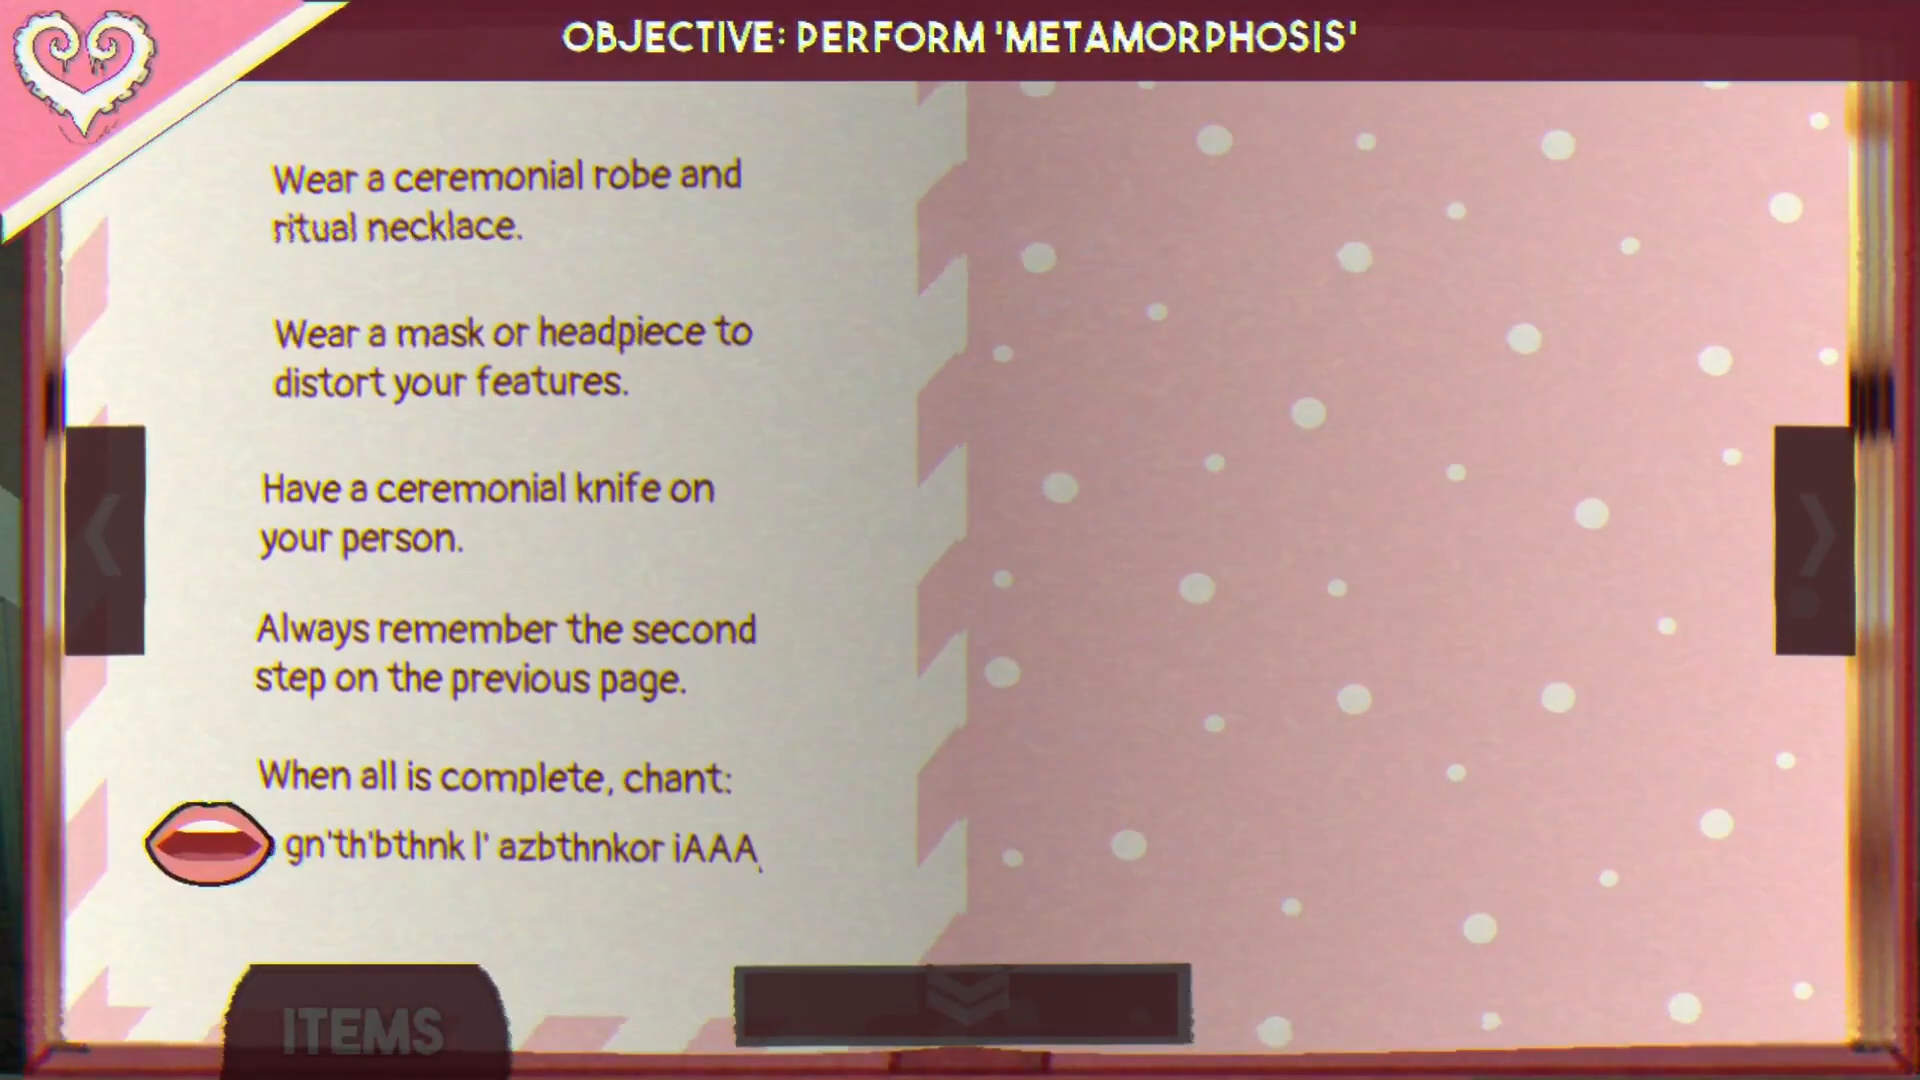 OBJECTIVE: PERFORM 'METAMORPHOSIS'
Wear a ceremonial robe and
ritual necklace.
Wear a mask or headpiece to
distort your features.
Have a ceremonial knife on
your person.
Always remember the second
step on the previous page.
When all is complete, chant:
gn'th'bthnk l' azbthnkor iAAA
ITEMS